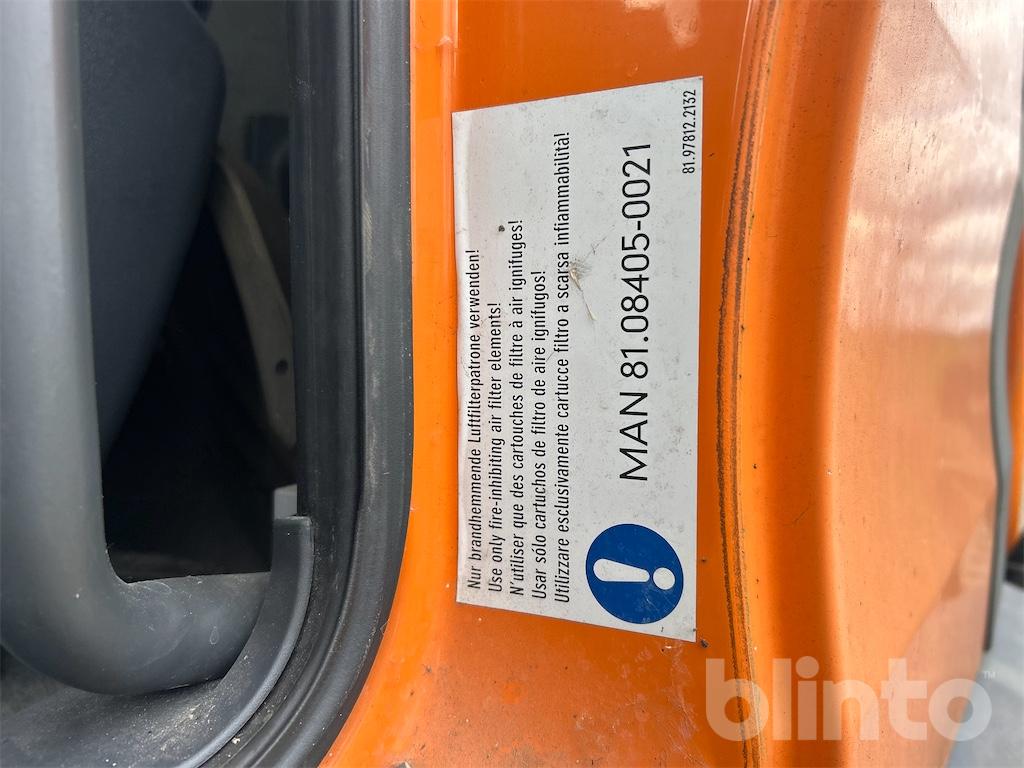 Nur brandhemmende Luftfilterpatrone verwenden!
Use only fire-inhibiting air filter elements!
N'utiliser que des cartouches de filtre à air ignifuges!
Usar sólo cartuchos de filtro de aire ignífugos!
Utilizzare esclusivamente cartucce filtro a scarsa infiammabilità!
MAN 81.08405-0021
81.97812.2132
blinto™